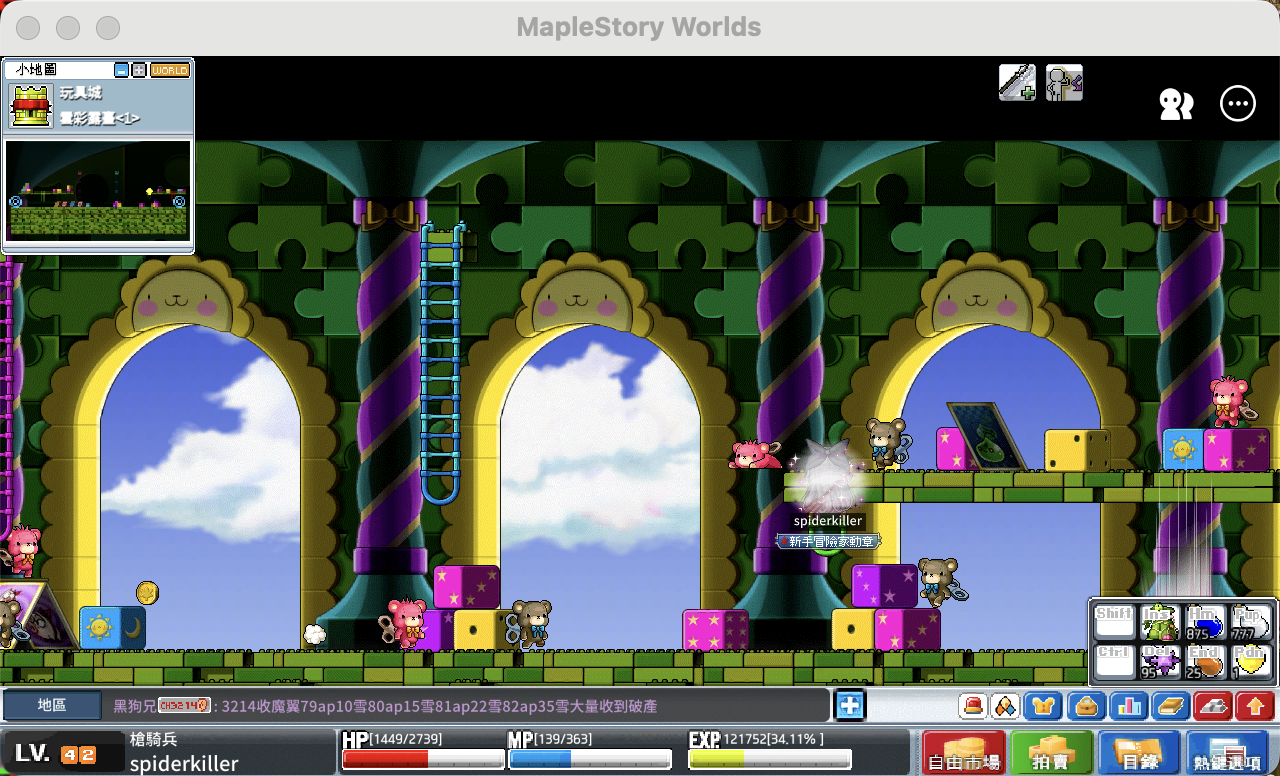 MapleStory Worlds
小地圖
WORLD
玩具城
雲彩露臺<1>
spiderkiller
新手冒險家勳章
Shift Ins Hm Pup
875 777
Ctrl Del End Pdn
95 25 1
地區
黑狗兄 CH3214 : 3214收魔翼79ap10雪80ap15雪81ap22雪82ap35雪大量收到破產
LV. 42
槍騎兵
spiderkiller
HP[1449/2739]
MP[139/363]
EXP 121752[34.11% ]
自由市場
拍賣
目錄
熱鍵選項